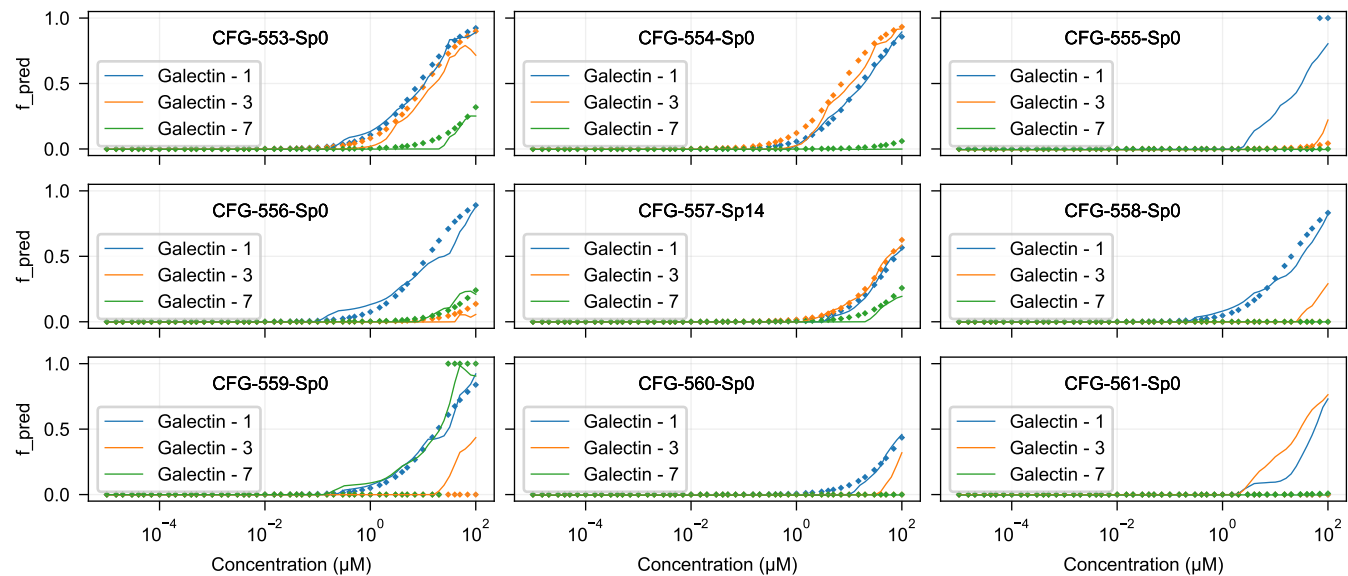 CFG-553-Sp0
CFG-554-Sp0
CFG-555-Sp0
f_pred
1.0
0.5
0.0
Galectin - 1
Galectin - 3
Galectin - 7
Galectin - 1
Galectin - 3
Galectin - 7
Galectin - 1
Galectin - 3
Galectin - 7
CFG-556-Sp0
CFG-557-Sp14
CFG-558-Sp0
f_pred
1.0
0.5
0.0
Galectin - 1
Galectin - 3
Galectin - 7
Galectin - 1
Galectin - 3
Galectin - 7
Galectin - 1
Galectin - 3
Galectin - 7
CFG-559-Sp0
CFG-560-Sp0
CFG-561-Sp0
f_pred
1.0
0.5
0.0
Galectin - 1
Galectin - 3
Galectin - 7
Galectin - 1
Galectin - 3
Galectin - 7
Galectin - 1
Galectin - 3
Galectin - 7
10⁻⁴ 10⁻² 10⁰ 10²
10⁻⁴ 10⁻² 10⁰ 10²
10⁻⁴ 10⁻² 10⁰ 10²
Concentration (µM)
Concentration (µM)
Concentration (µM)